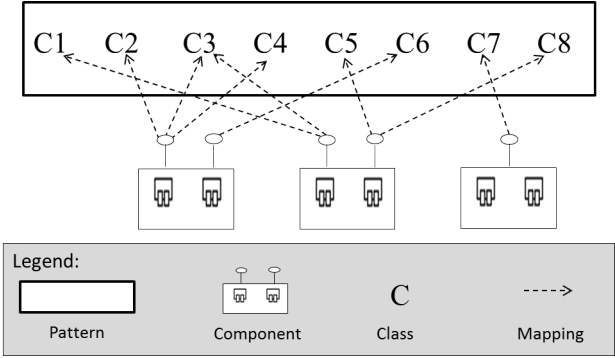 C1 C2 C3 C4 C5 C6 C7 C8
Legend:
C
Pattern Component Class Mapping